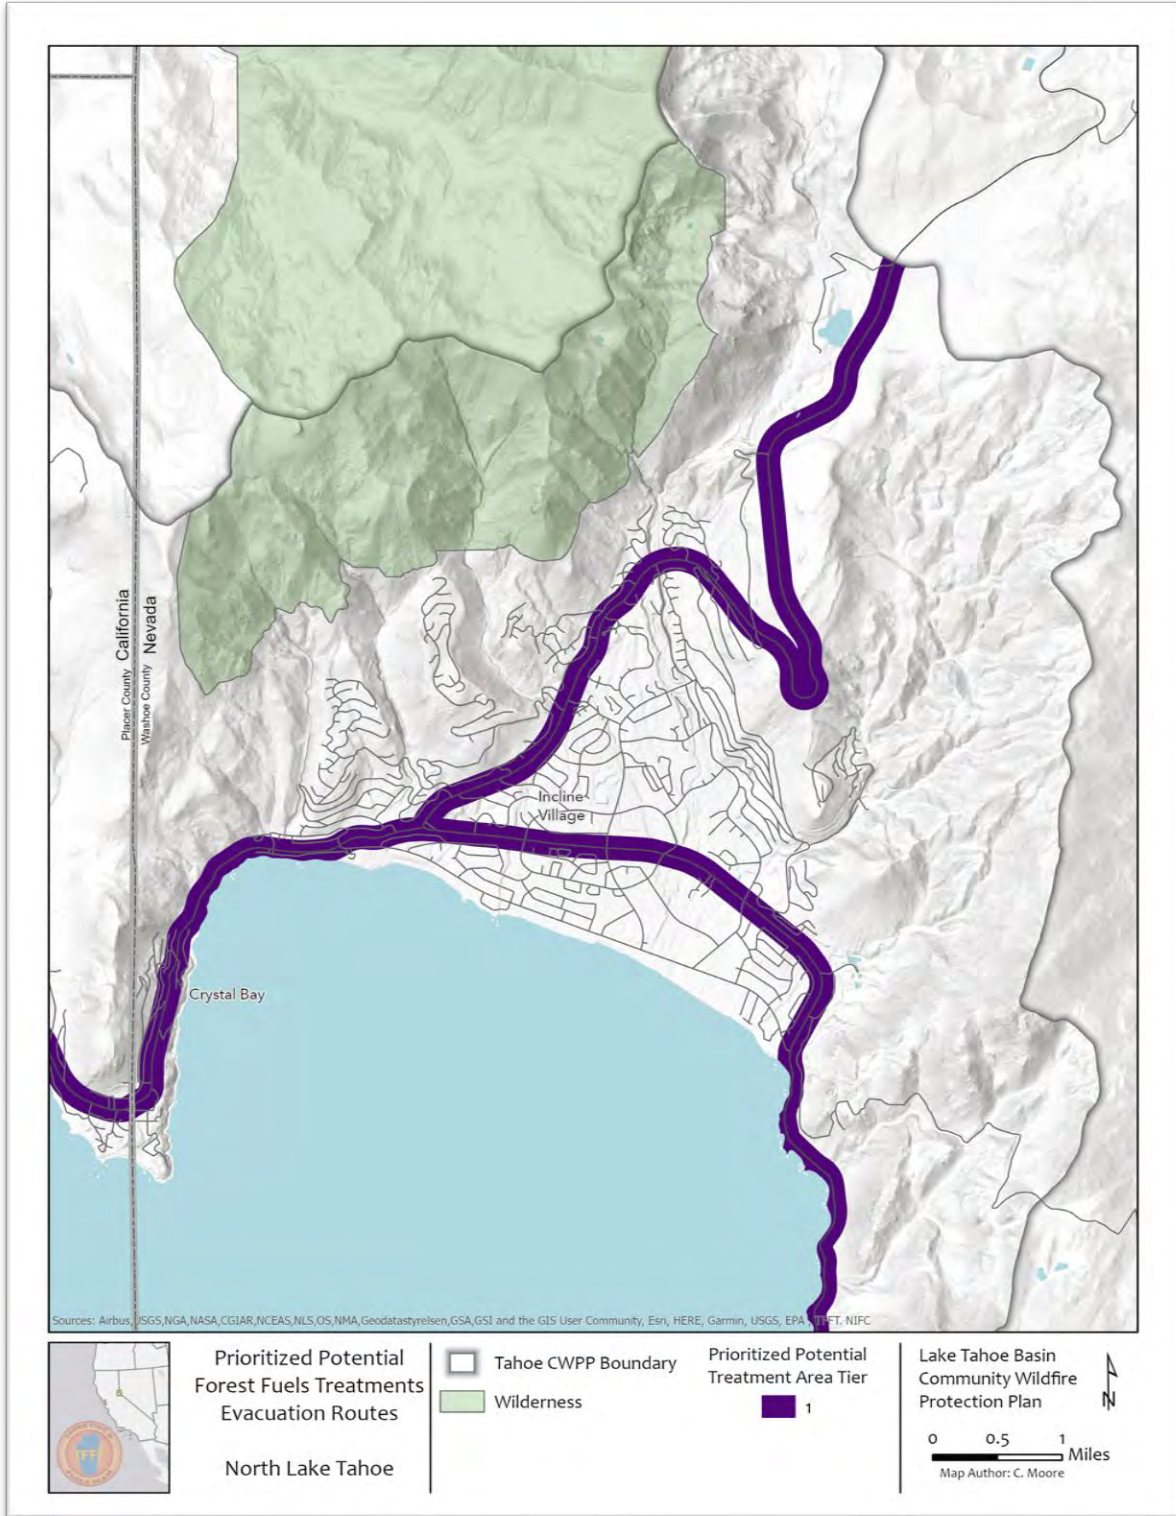 Placer County California
Washoe County Nevada
Incline
Village
Crystal Bay
Sources: Airbus,USGS,NGA,NASA,CGIAR,NCEAS,NLS,OS,NMA,Geodatastyrelsen,GSA,GSI and the GIS User Community, Esri, HERE, Garmin, USGS, EPA , TFFT, NIFC
Prioritized Potential
Forest Fuels Treatments
Evacuation Routes
North Lake Tahoe
TFFT
Tahoe CWPP Boundary
Wilderness
Prioritized Potential
Treatment Area Tier
1
Lake Tahoe Basin
Community Wildfire
Protection Plan
N
0 0.5 1
Miles
Map Author: C. Moore